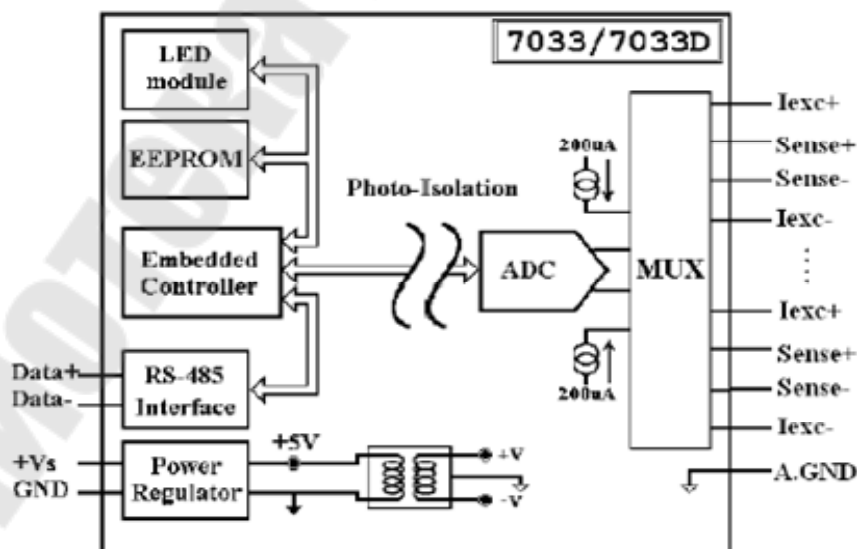 7033/7033D
LED
module
EEPROM
Embedded
Controller
RS-485
Interface
Power
Regulator
Data+
Data-
+Vs
GND
+5V
+V
-V
Photo-Isolation
ADC
200uA
200uA
MUX
Iexc+
Sense+
Sense-
Iexc-
Iexc+
Sense+
Sense-
Iexc-
A.GND